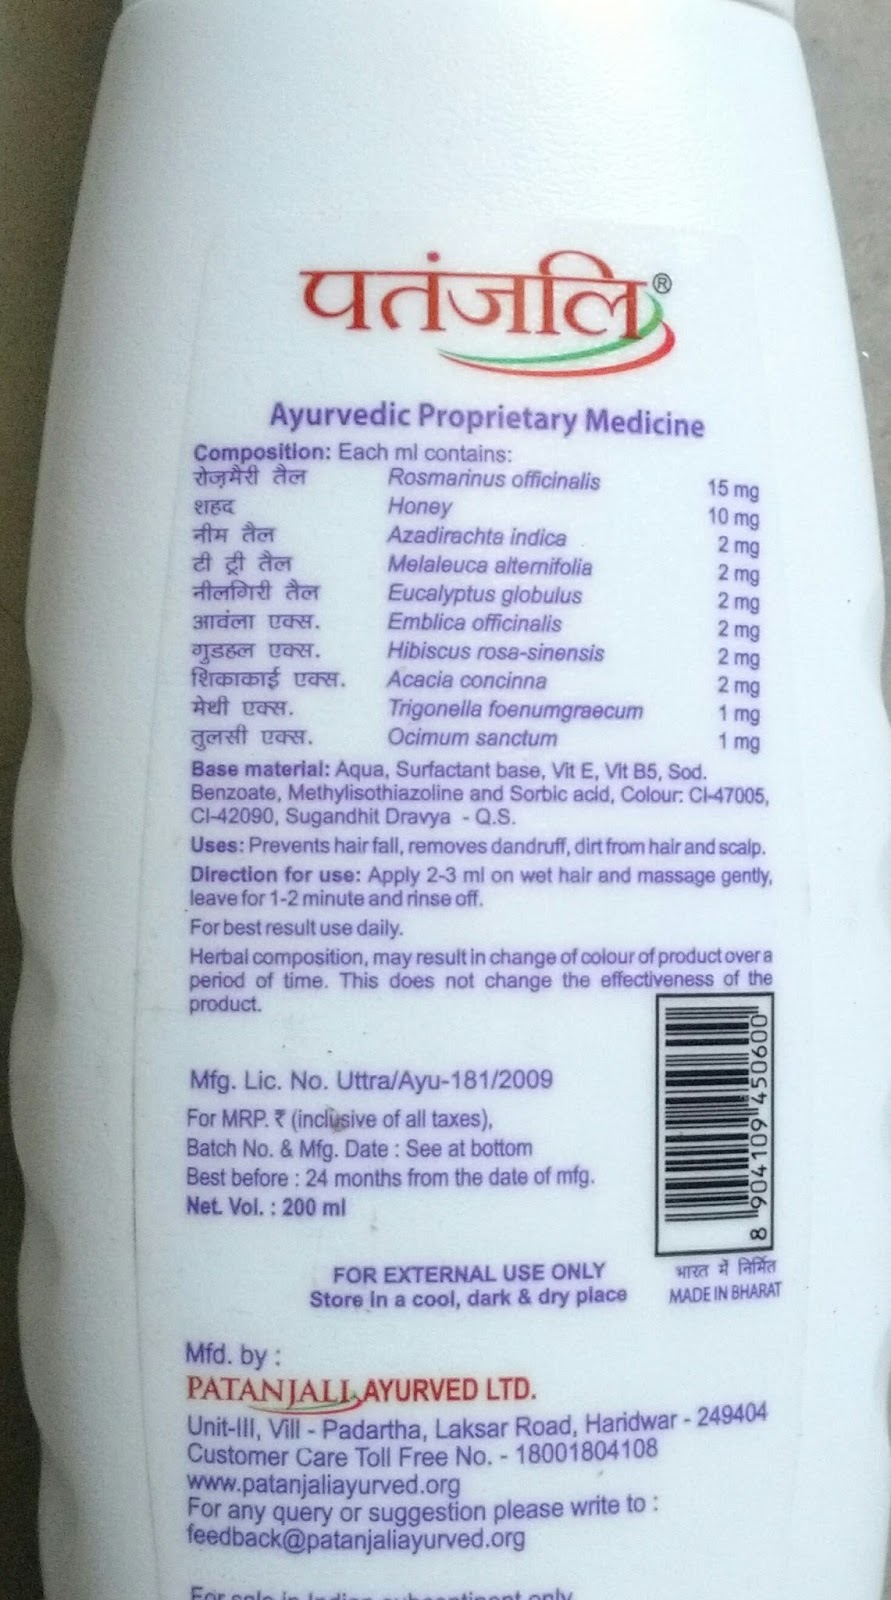 पतंजलि®
Ayurvedic Proprietary Medicine
Composition: Each ml contains:
रोज़मैरी तैल Rosmarinus officinalis 15 mg
शहद Honey 10 mg
नीम तैल Azadirachta indica 2 mg
टी ट्री तैल Melaleuca alternifolia 2 mg
नीलगिरी तैल Eucalyptus globulus 2 mg
आवंला एक्स. Emblica officinalis 2 mg
गुडहल एक्स. Hibiscus rosa-sinensis 2 mg
शिकाकाई एक्स. Acacia concinna 2 mg
मेथी एक्स. Trigonella foenumgraecum 1 mg
तुलसी एक्स. Ocimum sanctum 1 mg
Base material: Aqua, Surfactant base, Vit E, Vit B5, Sod.
Benzoate, Methylisothiazoline and Sorbic acid, Colour: CI-47005,
CI-42090, Sugandhit Dravya - Q.S.
Uses: Prevents hair fall, removes dandruff, dirt from hair and scalp.
Direction for use: Apply 2-3 ml on wet hair and massage gently,
leave for 1-2 minute and rinse off.
For best result use daily.
Herbal composition, may result in change of colour of product over a
period of time. This does not change the effectiveness of the
product.
Mfg. Lic. No. Uttra/Ayu-181/2009
For MRP. ₹ (inclusive of all taxes),
Batch No. & Mfg. Date : See at bottom
Best before : 24 months from the date of mfg.
Net. Vol. : 200 ml
8 904109 450600
FOR EXTERNAL USE ONLY
Store in a cool, dark & dry place
भारत में निर्मित
MADE IN BHARAT
Mfd. by :
PATANJALI AYURVED LTD.
Unit-III, Vill - Padartha, Laksar Road, Haridwar - 249404
Customer Care Toll Free No. - 18001804108
www.patanjaliayurved.org
For any query or suggestion please write to :
feedback@patanjaliayurved.org
For sale in Indian subcontinent only